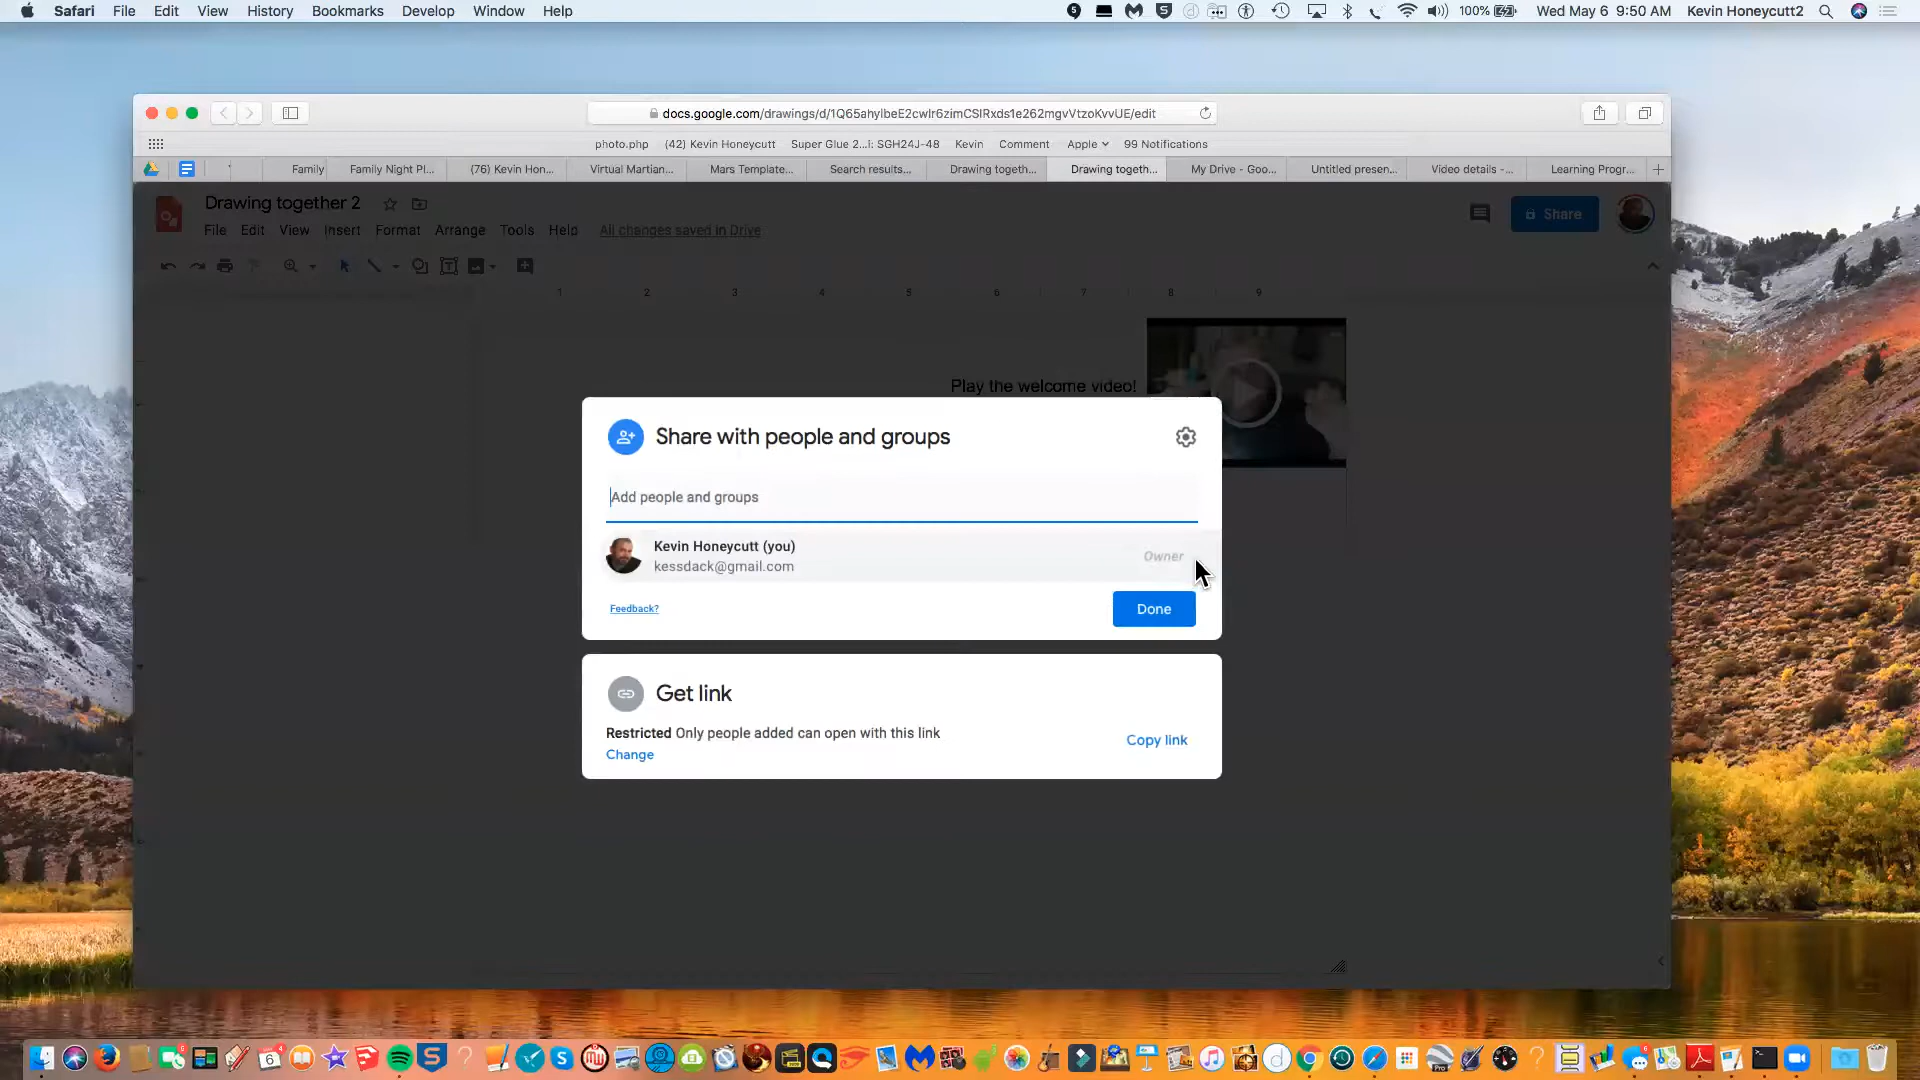 Safari File Edit View History Bookmarks Develop Window Help 100% Wed May 6 9:50 AM Kevin Honeycutt2
docs.google.com/drawings/d/1Q65ahylbeE2cwlr6zimCSIRxds1e262mgvVtzoKvvUE/edit
photo.php (42) Kevin Honeycutt Super Glue 2...l: SGH24J-48 Kevin Comment Apple 99 Notifications
Family Family Night Pl... (76) Kevin Hon... Virtual Martian... Mars Template... Search results... Drawing togeth... Drawing togeth... My Drive - Goo... Untitled presen... Video details -... Learning Progr...
Drawing together 2
Share
File Edit View Insert Format Arrange Tools Help All changes saved in Drive
1 2 3 4 5 6 7 8 9
Play the welcome video!
Share with people and groups
Add people and groups
Kevin Honeycutt (you)
Owner
kessdack@gmail.com
Feedback?
Done
Get link
Restricted Only people added can open with this link
Copy link
Change